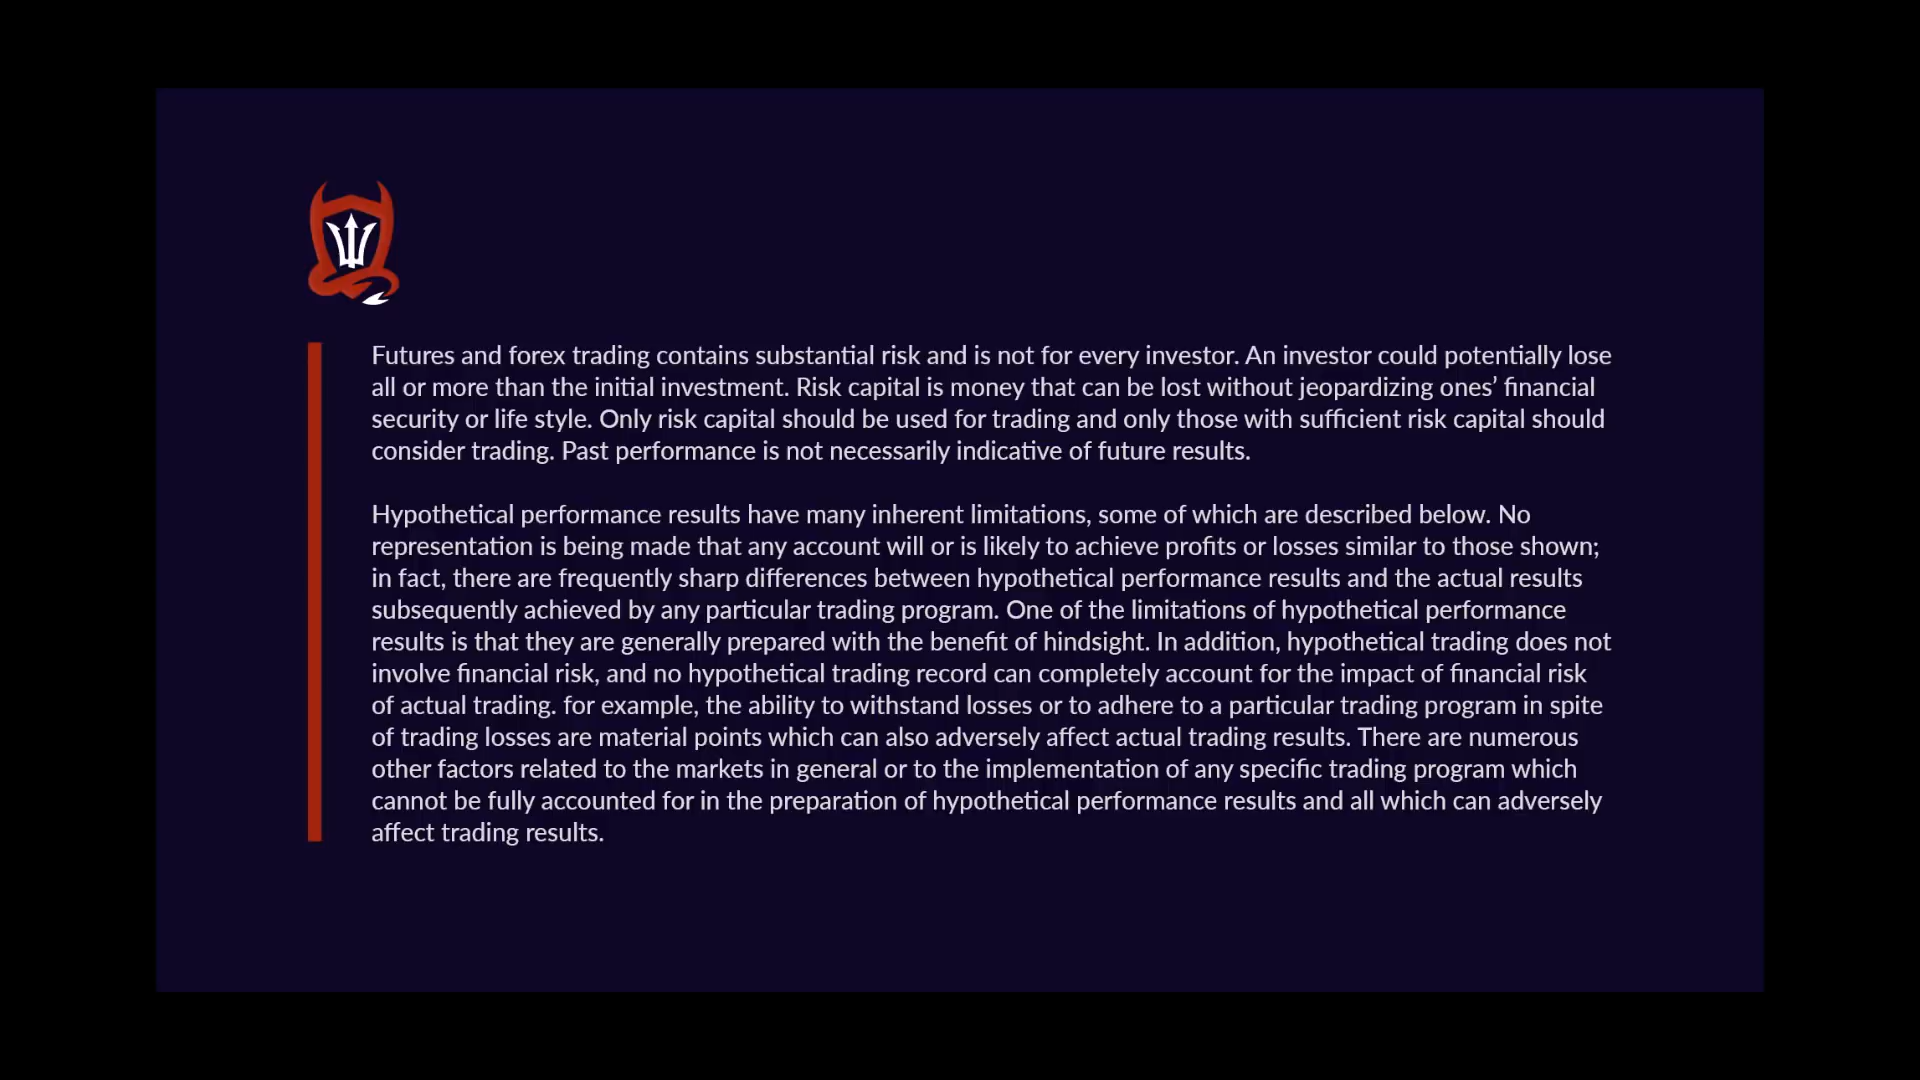 Futures and forex trading contains substantial risk and is not for every investor. An investor could potentially lose
all or more than the initial investment. Risk capital is money that can be lost without jeopardizing ones’ financial
security or life style. Only risk capital should be used for trading and only those with sufficient risk capital should
consider trading. Past performance is not necessarily indicative of future results.
Hypothetical performance results have many inherent limitations, some of which are described below. No
representation is being made that any account will or is likely to achieve profits or losses similar to those shown;
in fact, there are frequently sharp differences between hypothetical performance results and the actual results
subsequently achieved by any particular trading program. One of the limitations of hypothetical performance
results is that they are generally prepared with the benefit of hindsight. In addition, hypothetical trading does not
involve financial risk, and no hypothetical trading record can completely account for the impact of financial risk
of actual trading. for example, the ability to withstand losses or to adhere to a particular trading program in spite
of trading losses are material points which can also adversely affect actual trading results. There are numerous
other factors related to the markets in general or to the implementation of any specific trading program which
cannot be fully accounted for in the preparation of hypothetical performance results and all which can adversely
affect trading results.